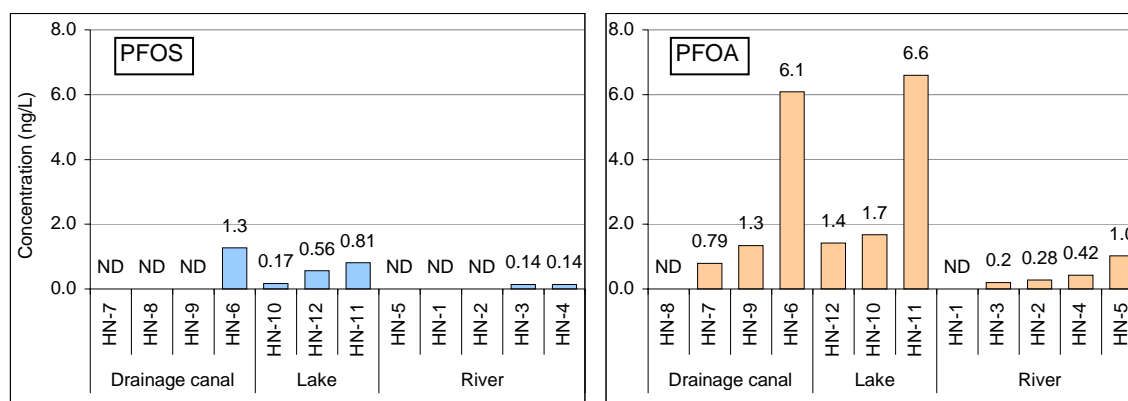 PFOS
Concentration (ng/L)
8.0
6.0
4.0
2.0
0.0
ND ND ND 1.3 0.17 0.56 0.81 ND ND ND 0.14 0.14
HN-7 HN-8 HN-9 HN-6 HN-10 HN-12 HN-11 HN-5 HN-1 HN-2 HN-3 HN-4
Drainage canal Lake River
PFOA
8.0
6.0
4.0
2.0
0.0
ND 0.79 1.3 6.1 1.4 1.7 6.6 ND 0.2 0.28 0.42 1.0
HN-8 HN-7 HN-9 HN-6 HN-12 HN-10 HN-11 HN-1 HN-3 HN-2 HN-4 HN-5
Drainage canal Lake River